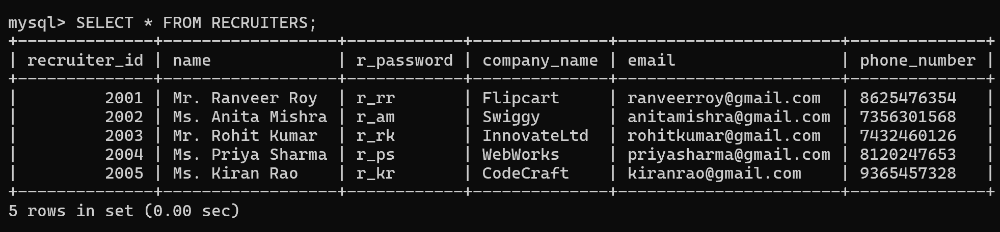 mysql> SELECT * FROM RECRUITERS;
+--------------+------------------+------------+--------------+-----------------------+--------------+
| recruiter_id | name             | r_password | company_name | email                 | phone_number |
+--------------+------------------+------------+--------------+-----------------------+--------------+
|         2001 | Mr. Ranveer Roy  | r_rr       | Flipcart     | ranveerroy@gmail.com  | 8625476354   |
|         2002 | Ms. Anita Mishra | r_am       | Swiggy       | anitamishra@gmail.com | 7356301568   |
|         2003 | Mr. Rohit Kumar  | r_rk       | InnovateLtd  | rohitkumar@gmail.com  | 7432460126   |
|         2004 | Ms. Priya Sharma | r_ps       | WebWorks     | priyasharma@gmail.com | 8120247653   |
|         2005 | Ms. Kiran Rao    | r_kr       | CodeCraft    | kiranrao@gmail.com    | 9365457328   |
+--------------+------------------+------------+--------------+-----------------------+--------------+
5 rows in set (0.00 sec)